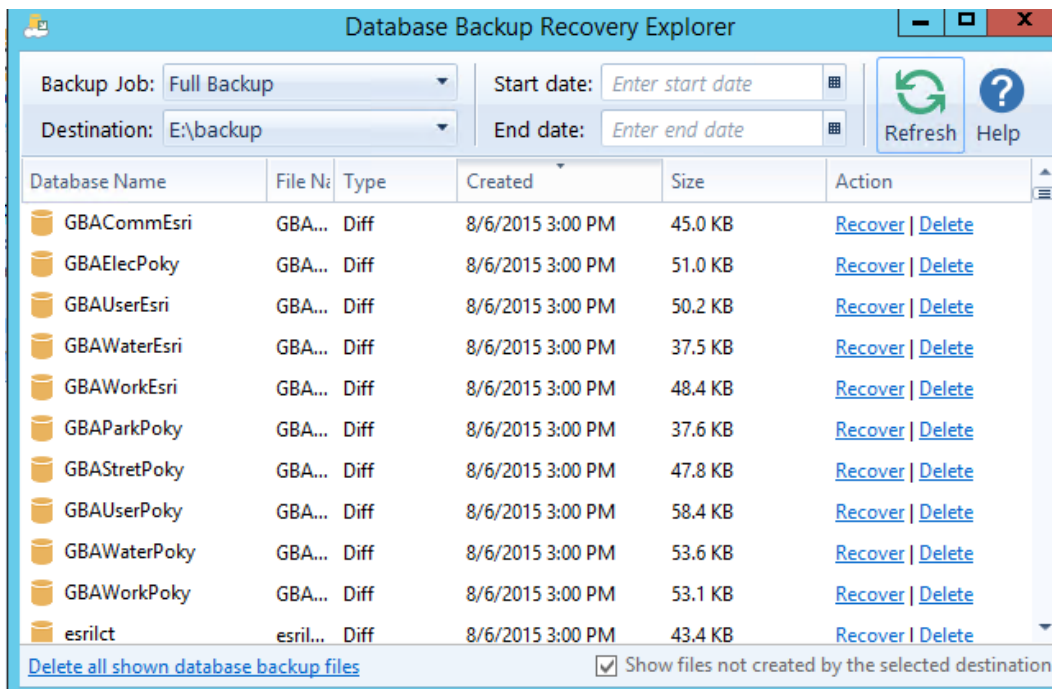 Database Backup Recovery Explorer
Backup Job: Full Backup Start date: Enter start date
Destination: E:\backup End date: Enter end date Refresh Help
Database Name File Na Type Created Size Action
GBACommEsri GBA... Diff 8/6/2015 3:00 PM 45.0 KB Recover | Delete
GBAElecPoky GBA... Diff 8/6/2015 3:00 PM 51.0 KB Recover | Delete
GBAUserEsri GBA... Diff 8/6/2015 3:00 PM 50.2 KB Recover | Delete
GBAWaterEsri GBA... Diff 8/6/2015 3:00 PM 37.5 KB Recover | Delete
GBAWorkEsri GBA... Diff 8/6/2015 3:00 PM 48.4 KB Recover | Delete
GBAParkPoky GBA... Diff 8/6/2015 3:00 PM 37.6 KB Recover | Delete
GBAStretPoky GBA... Diff 8/6/2015 3:00 PM 47.8 KB Recover | Delete
GBAUserPoky GBA... Diff 8/6/2015 3:00 PM 58.4 KB Recover | Delete
GBAWaterPoky GBA... Diff 8/6/2015 3:00 PM 53.6 KB Recover | Delete
GBAWorkPoky GBA... Diff 8/6/2015 3:00 PM 53.1 KB Recover | Delete
esrilct esril... Diff 8/6/2015 3:00 PM 43.4 KB Recover | Delete
Delete all shown database backup files Show files not created by the selected destination